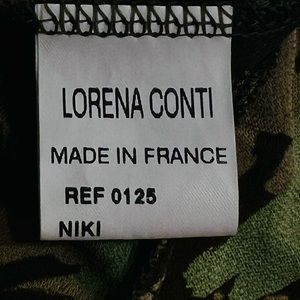 LORENA CONTI
MADE IN FRANCE
REF 0125
NIKI